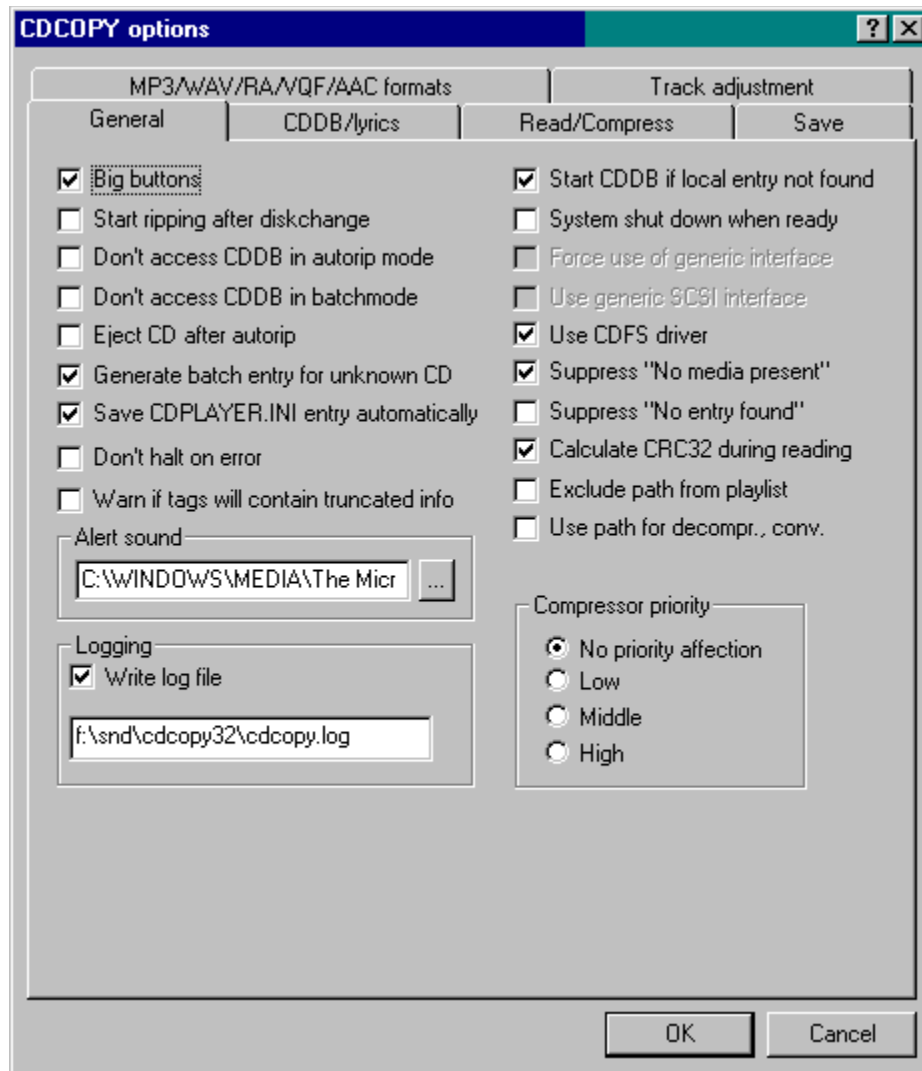 CDCOPY options
MP3/WAV/RA/VQF/AAC formats
Track adjustment
General
CDDB/lyrics
Read/Compress
Save
Big buttons
Start ripping after diskchange
Don't access CDDB in autorip mode
Don't access CDDB in batchmode
Eject CD after autorip
Generate batch entry for unknown CD
Save CDPLAYER.INI entry automatically
Don't halt on error
Warn if tags will contain truncated info
Start CDDB if local entry not found
System shut down when ready
Force use of generic interface
Use generic SCSI interface
Use CDFS driver
Suppress "No media present"
Suppress "No entry found"
Calculate CRC32 during reading
Exclude path from playlist
Use path for decompr., conv.
Alert sound
C:\WINDOWS\MEDIA\The Micr
...
Logging
Write log file
f:\snd\cdcopy32\cdcopy.log
Compressor priority
No priority affection
Low
Middle
High
OK
Cancel